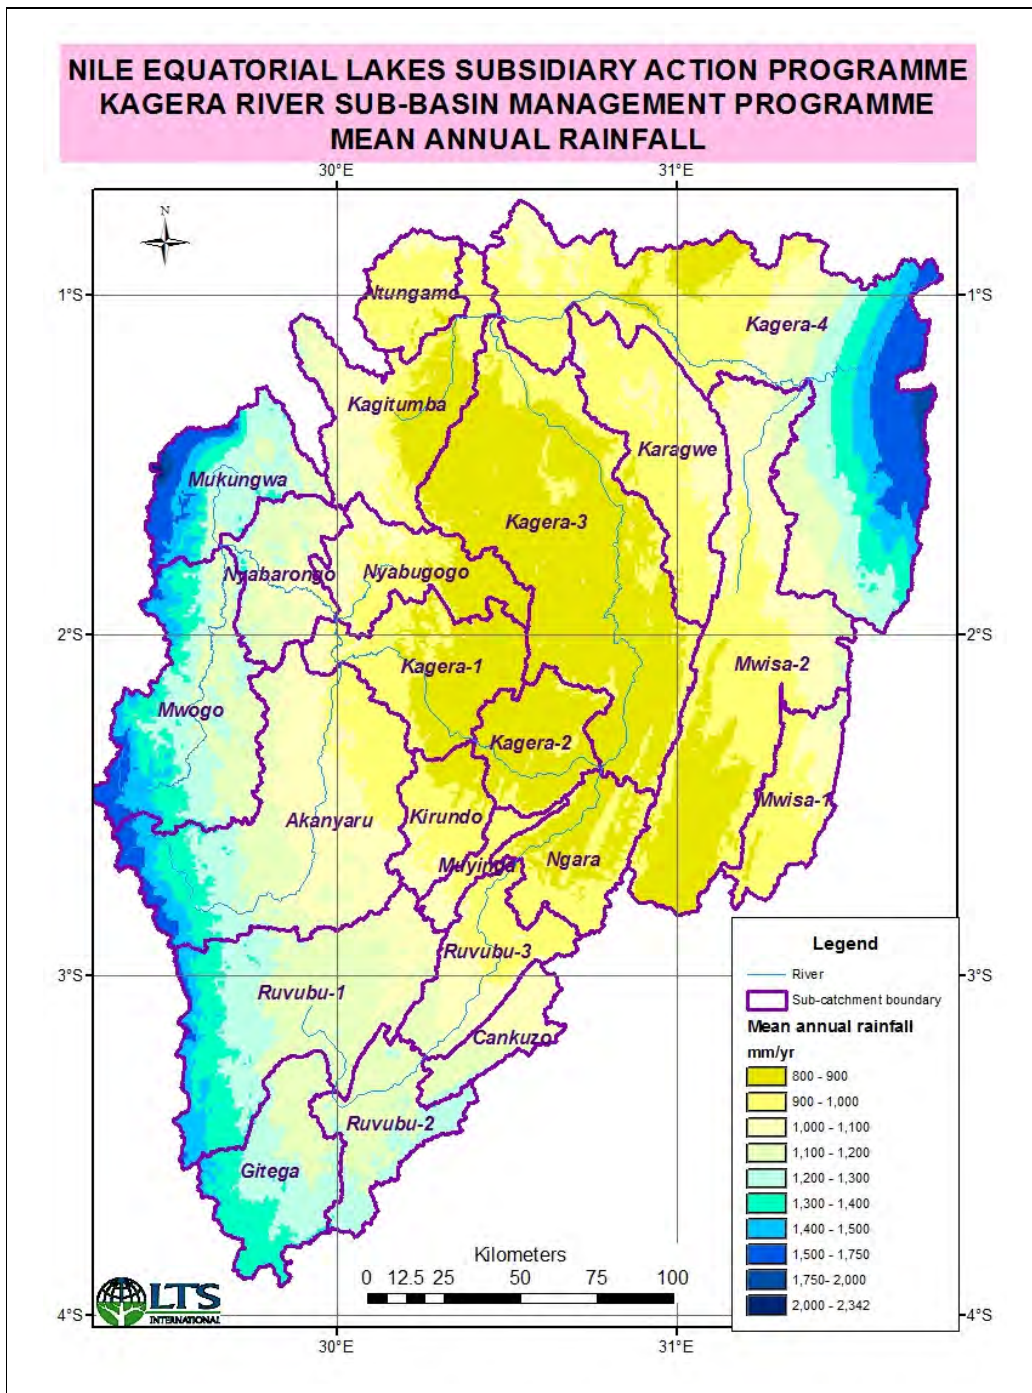 NILE EQUATORIAL LAKES SUBSIDIARY ACTION PROGRAMME
KAGERA RIVER SUB-BASIN MANAGEMENT PROGRAMME
MEAN ANNUAL RAINFALL
30°E
31°E
N
1°S
1°S
Ntungamo
Kagera-4
Kagitumba
Karagwe
Mukungwa
Kagera-3
Nyabarongo
Nyabugogo
2°S
2°S
Kagera-1
Mwisa-2
Mwogo
Kagera-2
Mwisa-1
Akanyaru
Kirundo
Muyinga
Ngara
Ruvubu-3
3°S
3°S
Ruvubu-1
Cankuzo
Ruvubu-2
Gitega
Legend
River
Sub-catchment boundary
Mean annual rainfall
mm/yr
800 - 900
900 - 1,000
1,000 - 1,100
1,100 - 1,200
1,200 - 1,300
1,300 - 1,400
1,400 - 1,500
1,500 - 1,750
1,750- 2,000
2,000 - 2,342
Kilometers
0 12.5 25 50 75 100
LTS
INTERNATIONAL
4°S
4°S
30°E
31°E